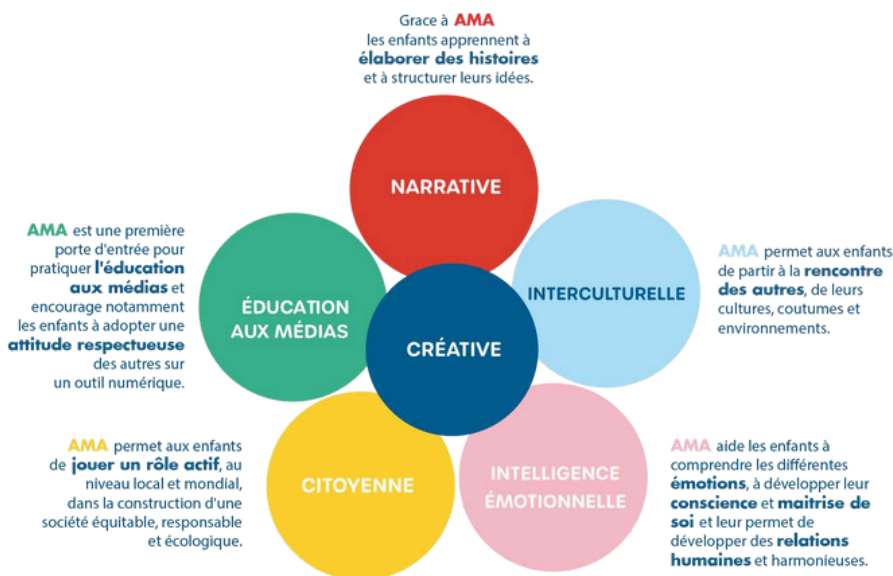 Grace à AMA
les enfants apprennent à
élaborer des histoires
et à structurer leurs idées.
NARRATIVE
AMA est une première
porte d'entrée pour
pratiquer l'éducation
aux médias et
encourage notamment
les enfants à adopter une
attitude respectueuse
des autres sur
un outil numérique.
ÉDUCATION
AUX MÉDIAS
INTERCULTURELLE
AMA permet aux enfants
de partir à la rencontre
des autres, de leurs
cultures, coutumes et
environnements.
CRÉATIVE
AMA permet aux enfants
de jouer un rôle actif, au
niveau local et mondial,
dans la construction d'une
société équitable, responsable
et écologique.
CITOYENNE
INTELLIGENCE
ÉMOTIONNELLE
AMA aide les enfants à
comprendre les différentes
émotions, à développer leur
conscience et maitrise de
soi et leur permet de
développer des relations
humaines et harmonieuses.